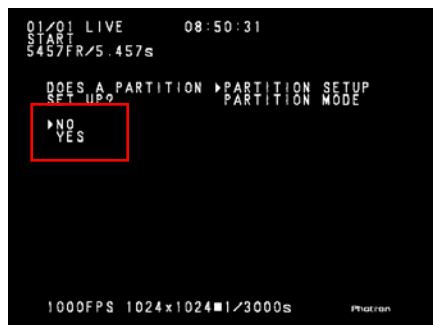 01/01 LIVE 08:50:31
START
5457FR/5.457s
DOES A PARTITION ▶PARTITION SETUP
SET UP? PARTITION MODE
▶NO
YES
1000FPS 1024x1024■1/3000s Photron